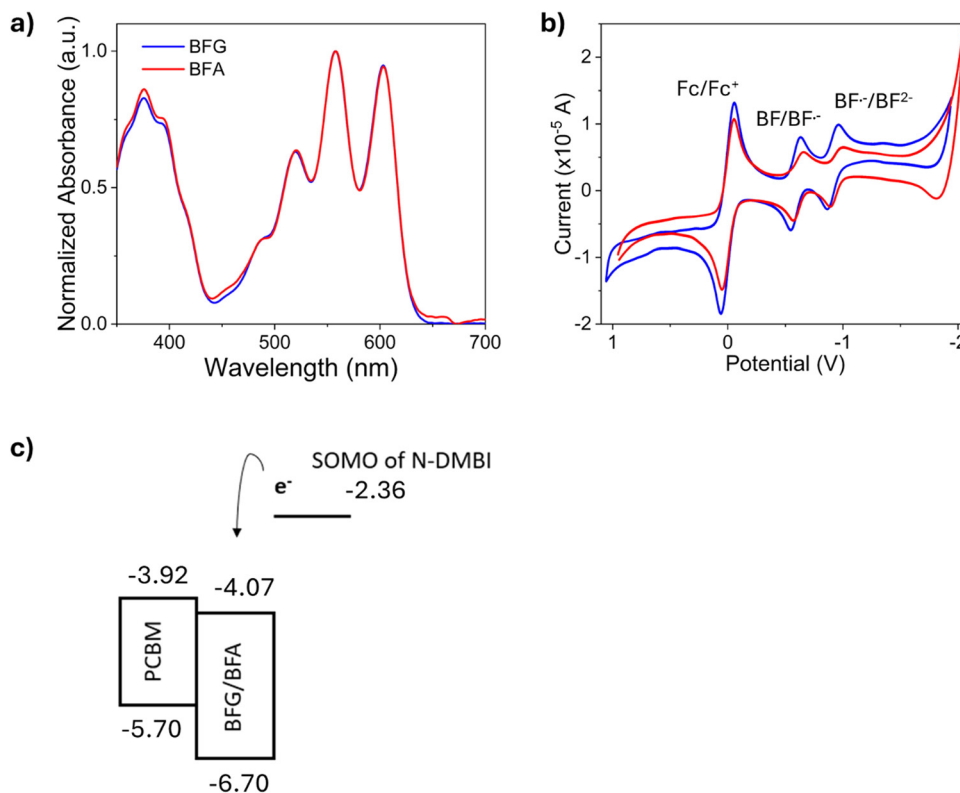 a)
BFG
BFA
Normalized Absorbance (a.u.)
1.0
0.5
0.0
400
500
600
700
Wavelength (nm)
b)
Fc/Fc⁺
BF/BF·⁻
BF·⁻/BF²⁻
Current (x10⁻⁵ A)
2
1
0
-1
-2
1
0
-1
-2
Potential (V)
c)
SOMO of N-DMBI
e⁻
-2.36
-3.92
-4.07
PCBM
BFG/BFA
-5.70
-6.70